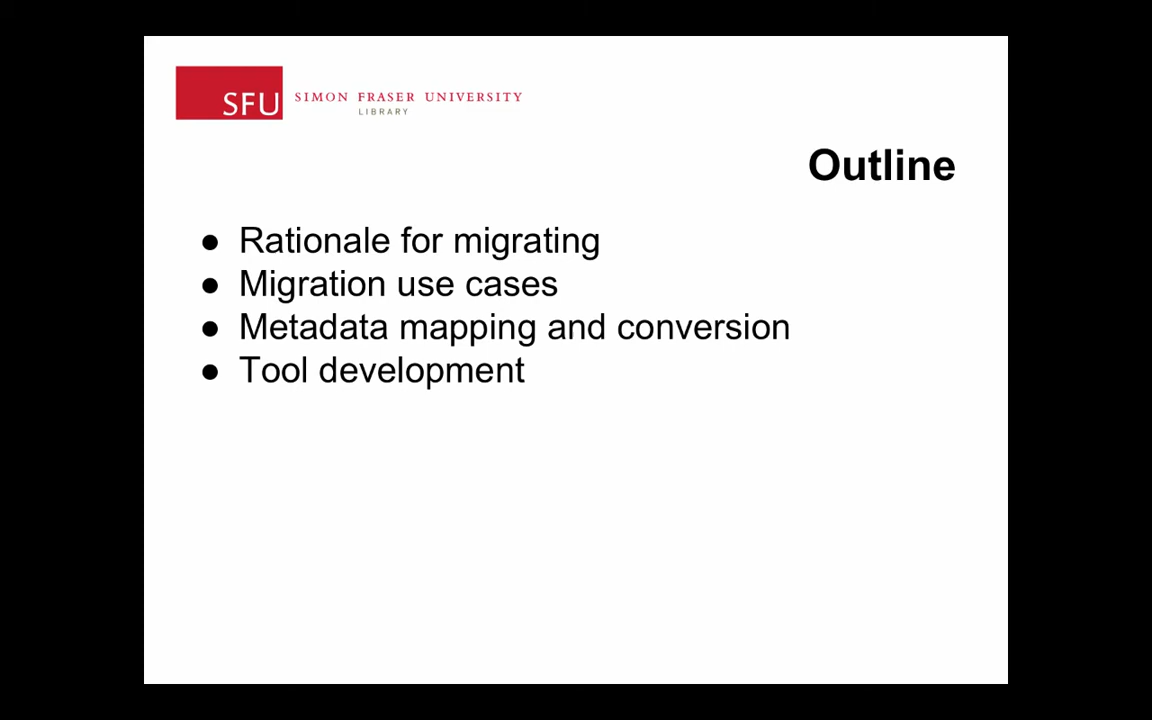 SFU SIMON FRASER UNIVERSITY
LIBRARY
Outline
● Rationale for migrating
● Migration use cases
● Metadata mapping and conversion
● Tool development